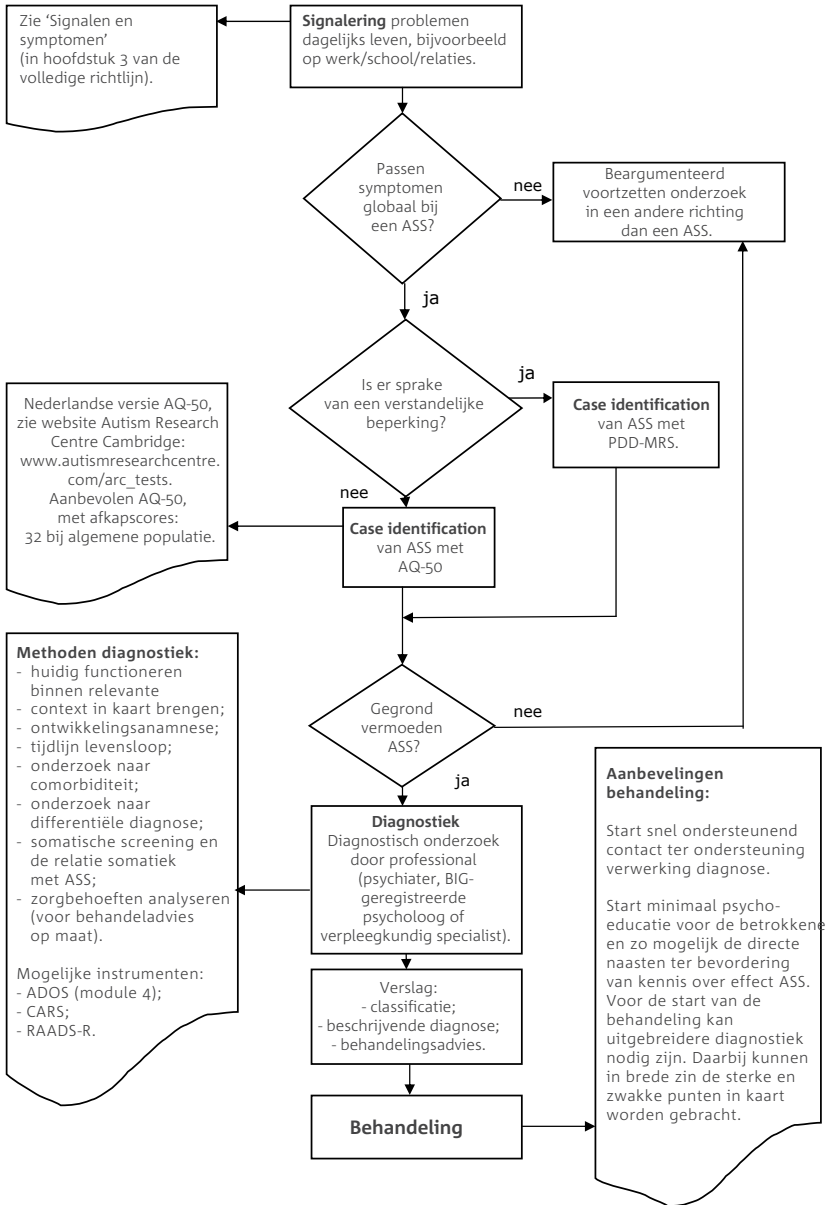 Zie ‘Signalen en
symptomen’
(in hoofdstuk 3 van de
volledige richtlijn).
Signalering problemen
dagelijks leven, bijvoorbeeld
op werk/school/relaties.
Passen
symptomen
globaal bij
een ASS?
nee
Beargumenteerd
voortzetten onderzoek
in een andere richting
dan een ASS.
ja
Is er sprake
van een verstandelijke
beperking?
ja
Case identification
van ASS met
PDD-MRS.
nee
Nederlandse versie AQ-50,
zie website Autism Research
Centre Cambridge:
www.autismresearchcentre.
com/arc_tests.
Aanbevolen AQ-50,
met afkapscores:
32 bij algemene populatie.
Case identification
van ASS met
AQ-50
Gegrond
vermoeden
ASS?
nee
ja
Methoden diagnostiek:
- huidig functioneren
binnen relevante
- context in kaart brengen;
- ontwikkelingsanamnese;
- tijdlijn levensloop;
- onderzoek naar
comorbiditeit;
- onderzoek naar
differentiële diagnose;
- somatische screening en
de relatie somatiek
met ASS;
- zorgbehoeften analyseren
(voor behandeladvies
op maat).
Mogelijke instrumenten:
- ADOS (module 4);
- CARS;
- RAADS-R.
Diagnostiek
Diagnostisch onderzoek
door professional
(psychiater, BIG-
geregistreerde
psycholoog of
verpleegkundig specialist).
Verslag:
- classificatie;
- beschrijvende diagnose;
- behandelingsadvies.
Behandeling
Aanbevelingen
behandeling:
Start snel ondersteunend
contact ter ondersteuning
verwerking diagnose.
Start minimaal psycho-
educatie voor de betrokkene
en zo mogelijk de directe
naasten ter bevordering
van kennis over effect ASS.
Voor de start van de
behandeling kan
uitgebreidere diagnostiek
nodig zijn. Daarbij kunnen
in brede zin de sterke en
zwakke punten in kaart
worden gebracht.